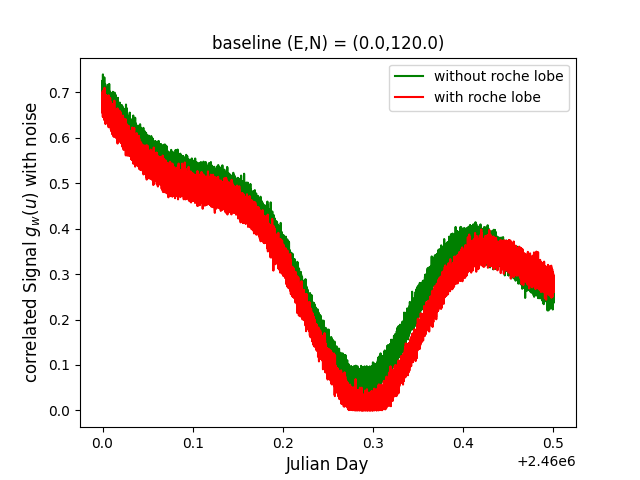 baseline (E,N) = (0.0,120.0)
without roche lobe
with roche lobe
correlated Signal $g_w(u)$ with noise
0.7
0.6
0.5
0.4
0.3
0.2
0.1
0.0
0.0 0.1 0.2 0.3 0.4 0.5
+2.46e6
Julian Day